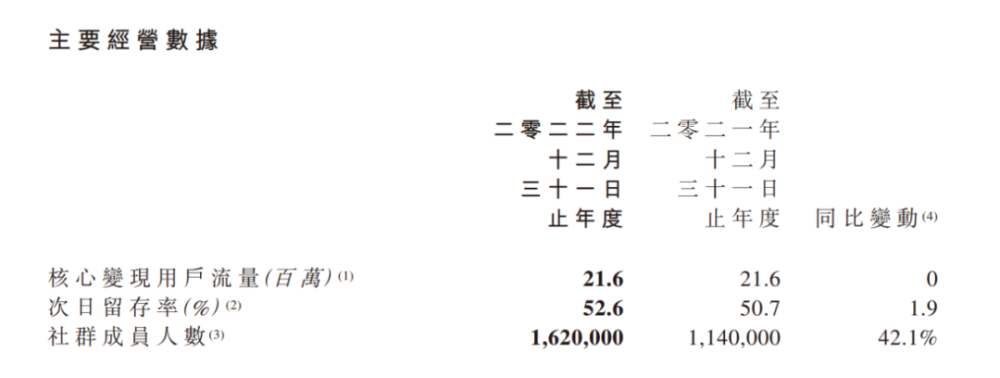 主要經營數據
截至 截至
二零二二年 二零二一年
十二月 十二月
三十一日 三十一日
止年度 止年度 同比變動(4)
核心變現用戶流量(百萬)(1) 21.6 21.6 0
次日留存率(%)(2) 52.6 50.7 1.9
社群成員人數(3) 1,620,000 1,140,000 42.1%